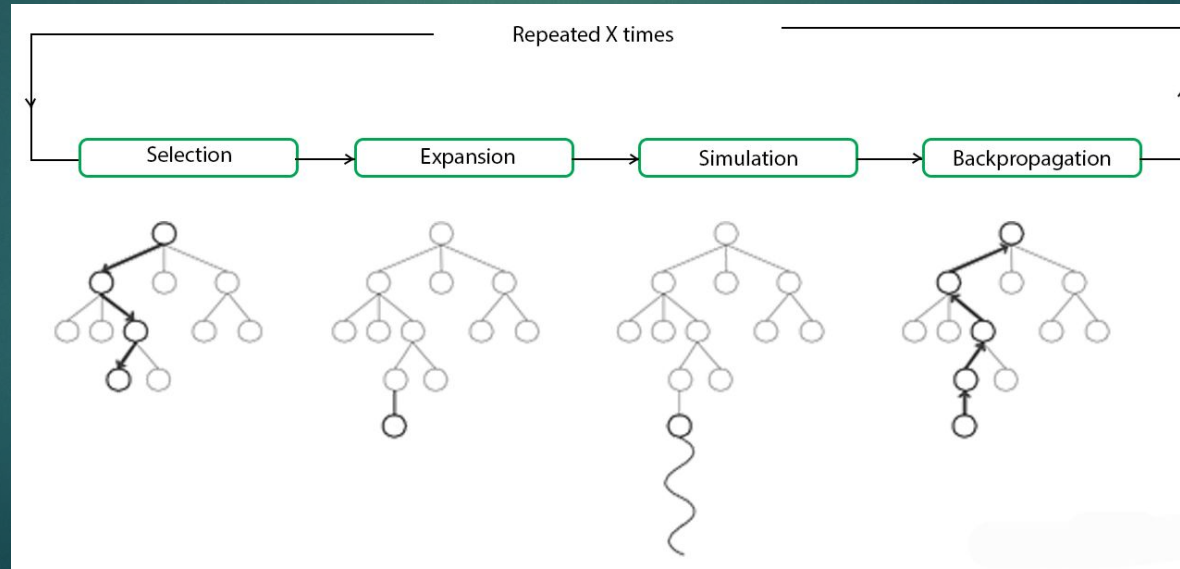 Repeated X times
Selection
Expansion
Simulation
Backpropagation